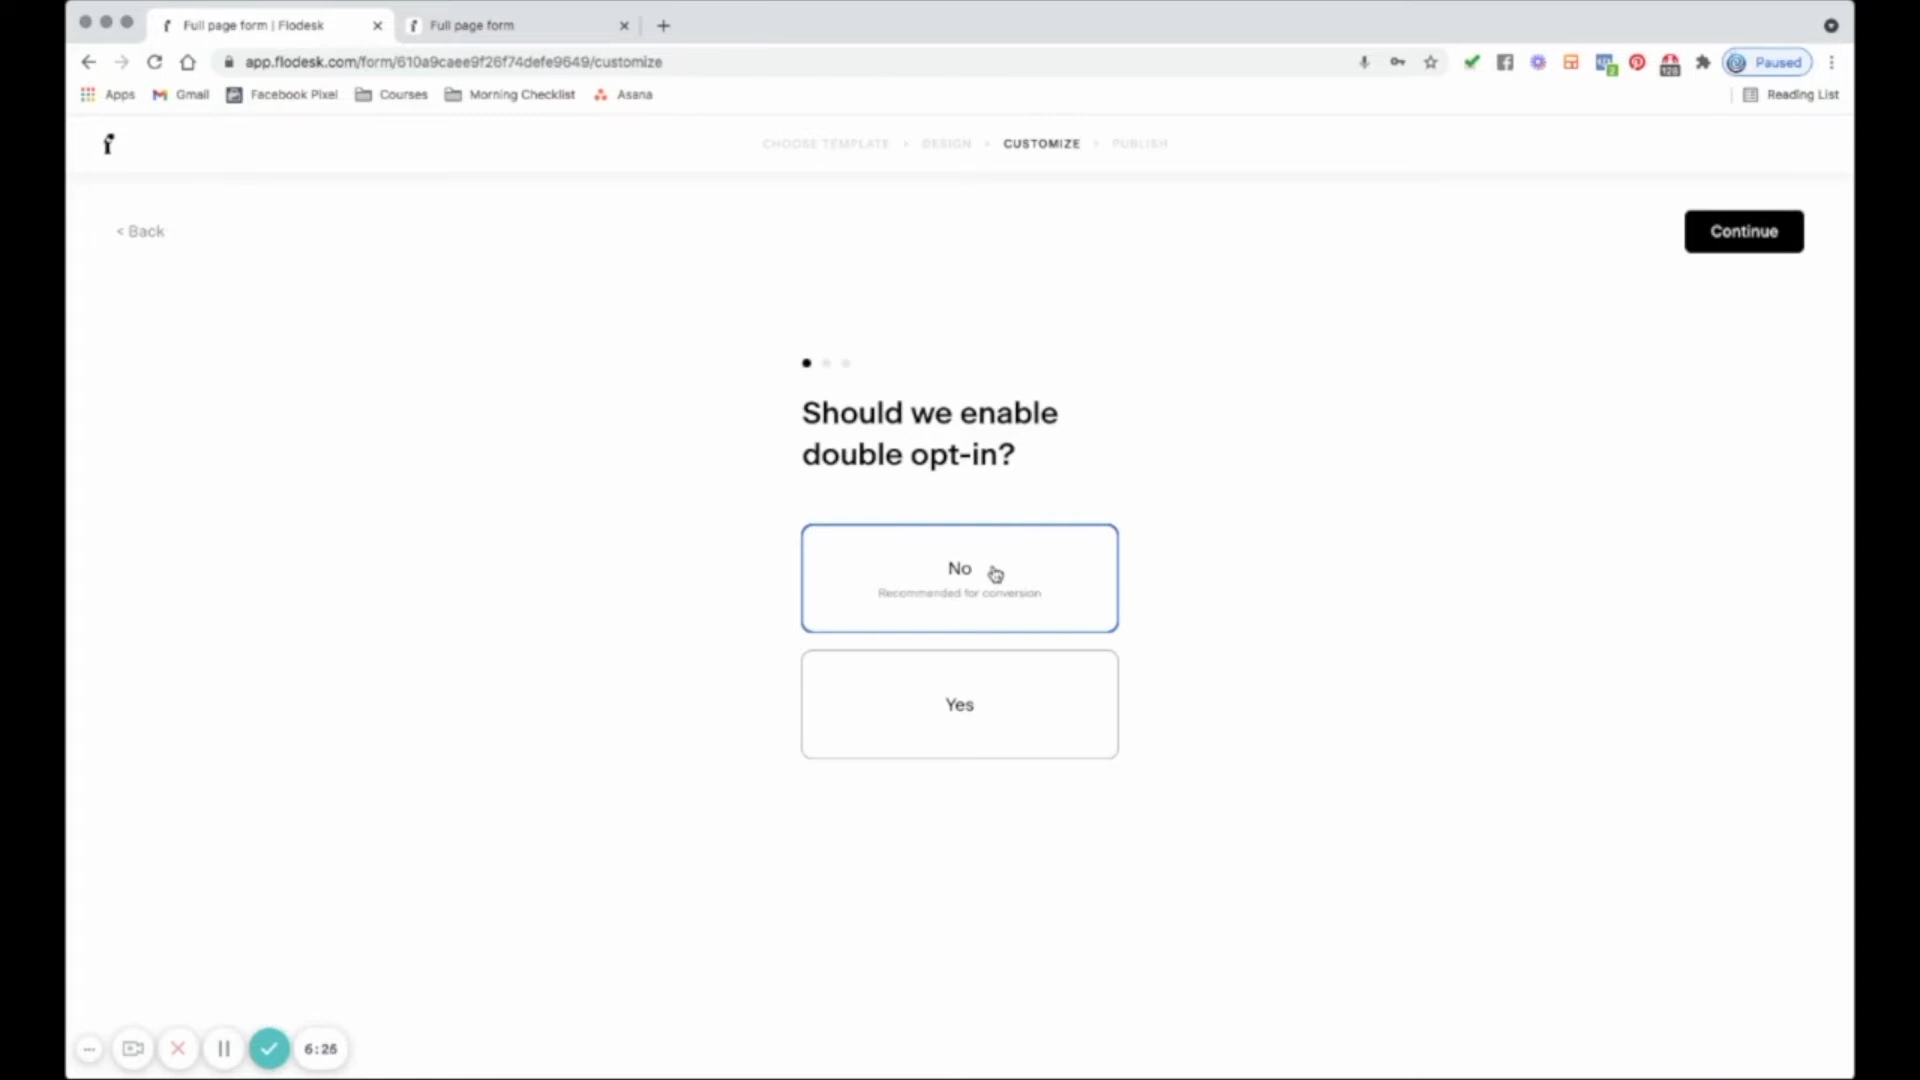 Full page form | Flodesk
Full page form
app.flodesk.com/form/610a9caee9f26f74defe9649/customize
Paused
Apps
Gmail
Facebook Pixel
Courses
Morning Checklist
Asana
Reading List
CHOOSE TEMPLATE > DESIGN > CUSTOMIZE > PUBLISH
< Back
Continue
Should we enable
double opt-in?
No
Recommended for conversion
Yes
6:25